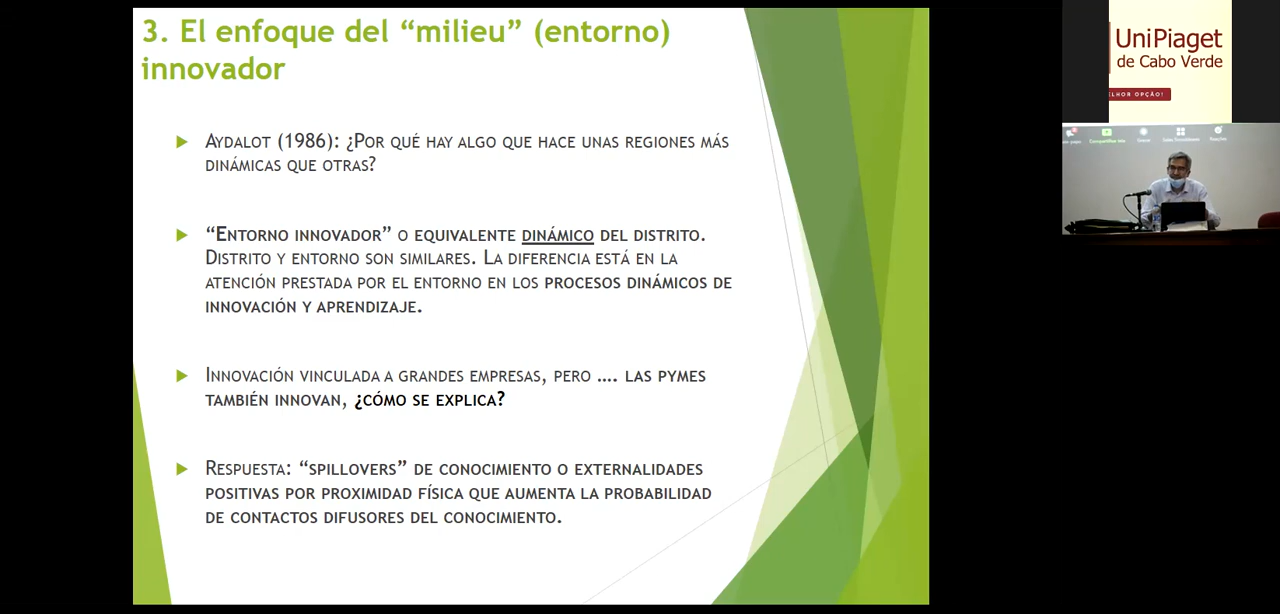 3. El enfoque del “milieu” (entorno)
innovador
AYDALOT (1986): ¿POR QUÉ HAY ALGO QUE HACE UNAS REGIONES MÁS
DINÁMICAS QUE OTRAS?
“ENTORNO INNOVADOR” O EQUIVALENTE DINÁMICO DEL DISTRITO.
DISTRITO Y ENTORNO SON SIMILARES. LA DIFERENCIA ESTÁ EN LA
ATENCIÓN PRESTADA POR EL ENTORNO EN LOS PROCESOS DINÁMICOS DE
INNOVACIÓN Y APRENDIZAJE.
INNOVACIÓN VINCULADA A GRANDES EMPRESAS, PERO .... LAS PYMES
TAMBIÉN INNOVAN, ¿CÓMO SE EXPLICA?
RESPUESTA: “SPILLOVERS” DE CONOCIMIENTO O EXTERNALIDADES
POSITIVAS POR PROXIMIDAD FÍSICA QUE AUMENTA LA PROBABILIDAD
DE CONTACTOS DIFUSORES DEL CONOCIMIENTO.
UniPiaget
de Cabo Verde
ELHOR OPÇÃO!